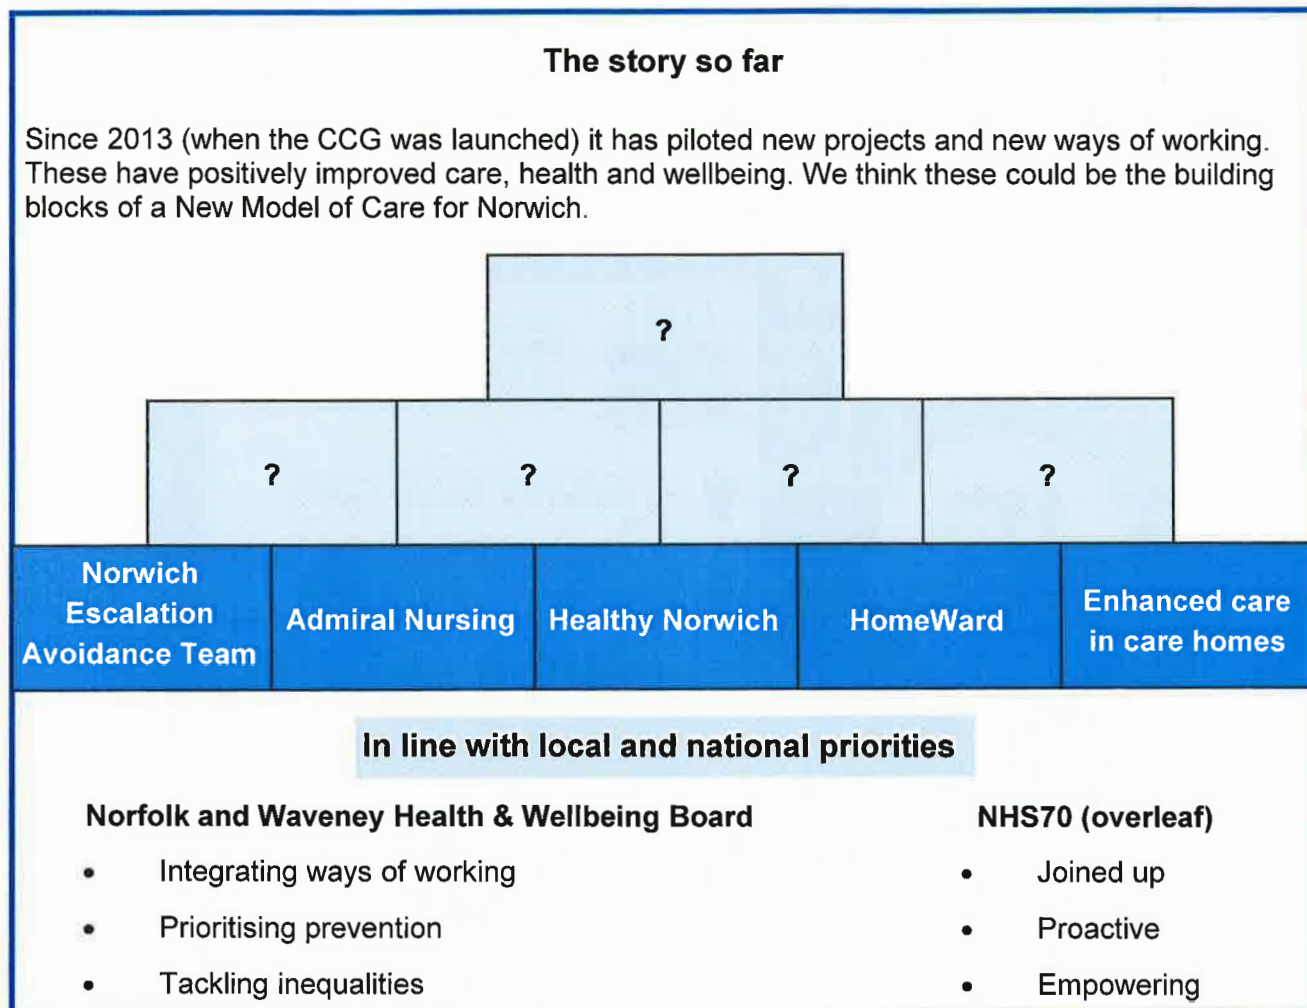 The story so far
Since 2013 (when the CCG was launched) it has piloted new projects and new ways of working.
These have positively improved care, health and wellbeing. We think these could be the building
blocks of a New Model of Care for Norwich.
?
? ? ? ?
Norwich
Escalation
Avoidance Team
Admiral Nursing
Healthy Norwich
HomeWard
Enhanced care
in care homes
In line with local and national priorities
Norfolk and Waveney Health & Wellbeing Board
• Integrating ways of working
• Prioritising prevention
• Tackling inequalities
NHS70 (overleaf)
• Joined up
• Proactive
• Empowering